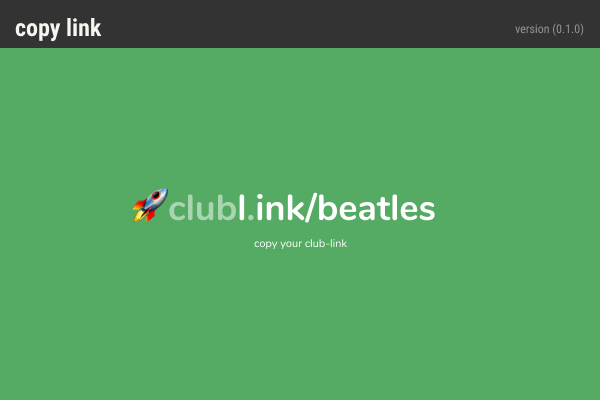 copy link
version (0.1.0)
🚀clubl.ink/beatles
copy your club-link